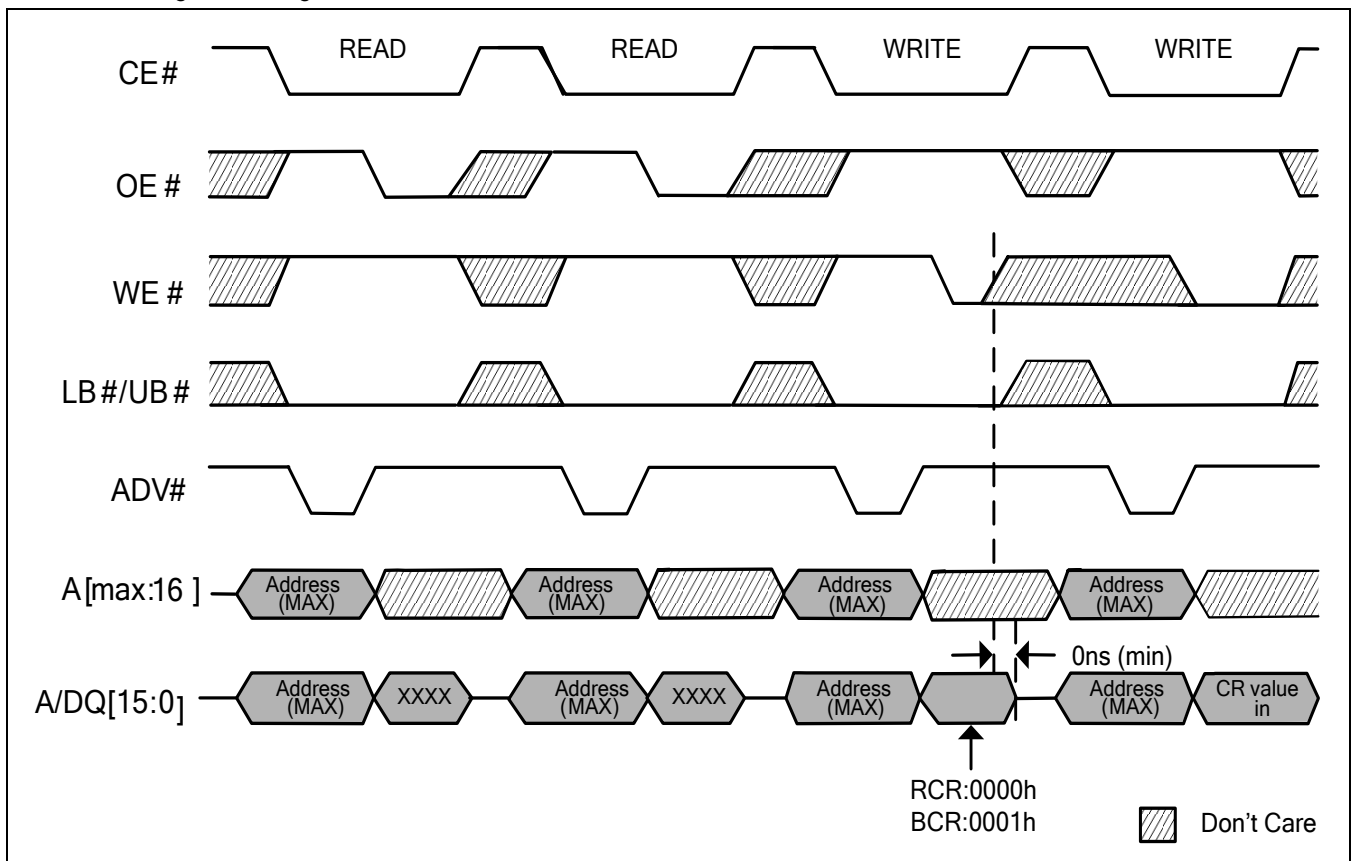 READ READ WRITE WRITE
CE#
OE #
WE #
LB #/UB #
ADV#
A[max:16 ] Address (MAX) Address (MAX) Address (MAX) Address (MAX)
0ns (min)
A/DQ[15:0] Address (MAX) XXXX Address (MAX) XXXX Address (MAX) Address (MAX) CR value in
RCR:0000h
BCR:0001h
Don't Care